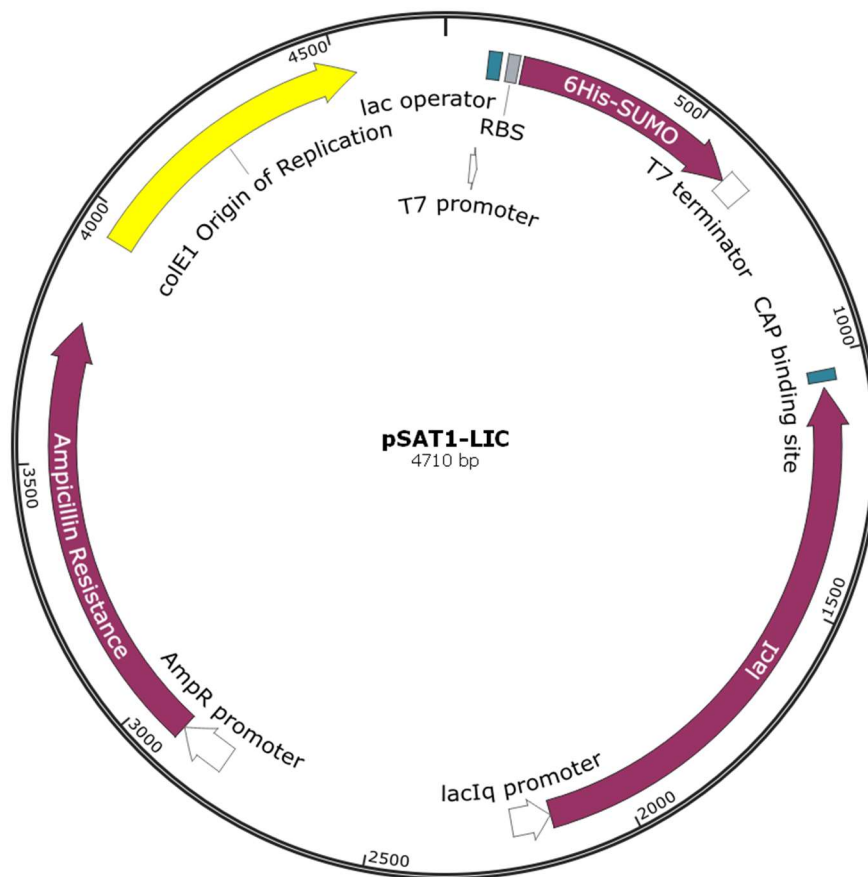 4500
lac operator
RBS
6His-SUMO
500
T7 terminator
T7 promoter
colE1 Origin of Replication
4000
CAP binding site
1000
pSAT1-LIC
4710 bp
3500
Ampicillin Resistance
1500
lacI
AmpR promoter
3000
lacIq promoter
2000
2500